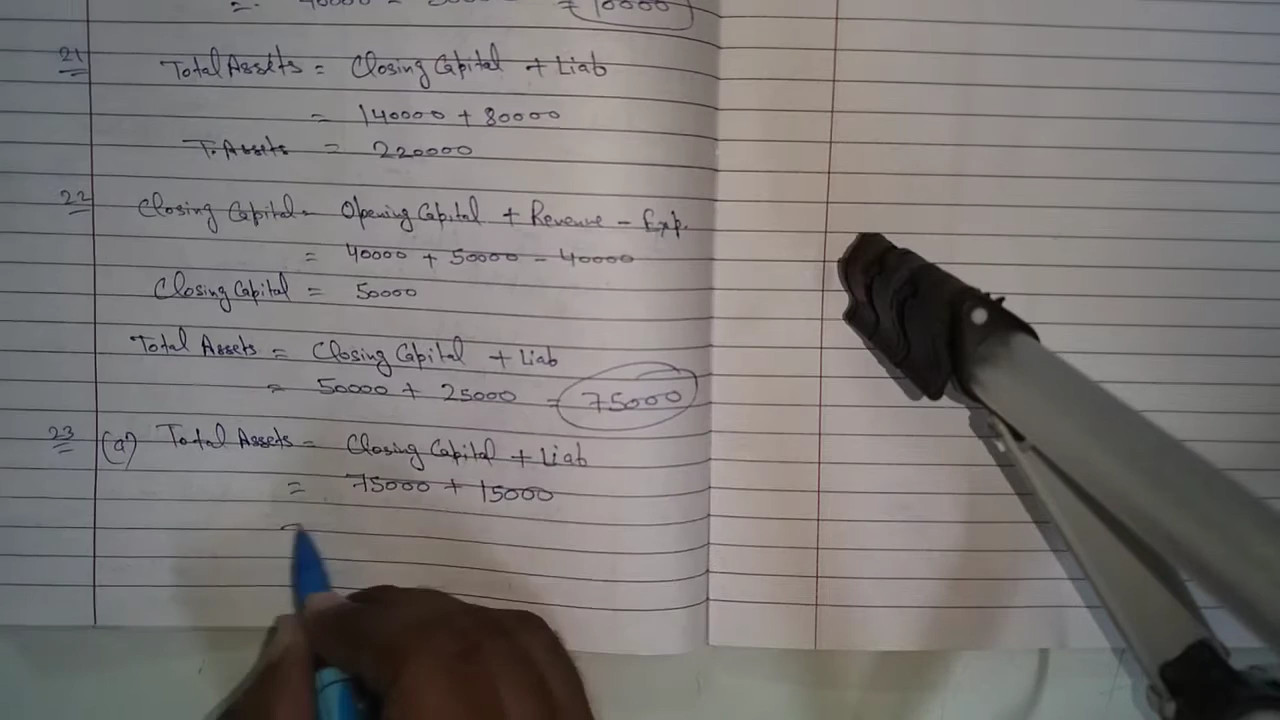 = 40000 - = 10000
21 Total Assets = Closing Capital + Liab
= 140000 + 80000
T. Assets = 220000
22 Closing Capital = Opening Capital + Revenue - Exp.
= 40000 + 50000 - 40000
Closing Capital = 50000
Total Assets = Closing Capital + Liab
= 50000 + 25000 = 75000
23 (a) Total Assets = Closing Capital + Liab
= 75000 + 15000
=